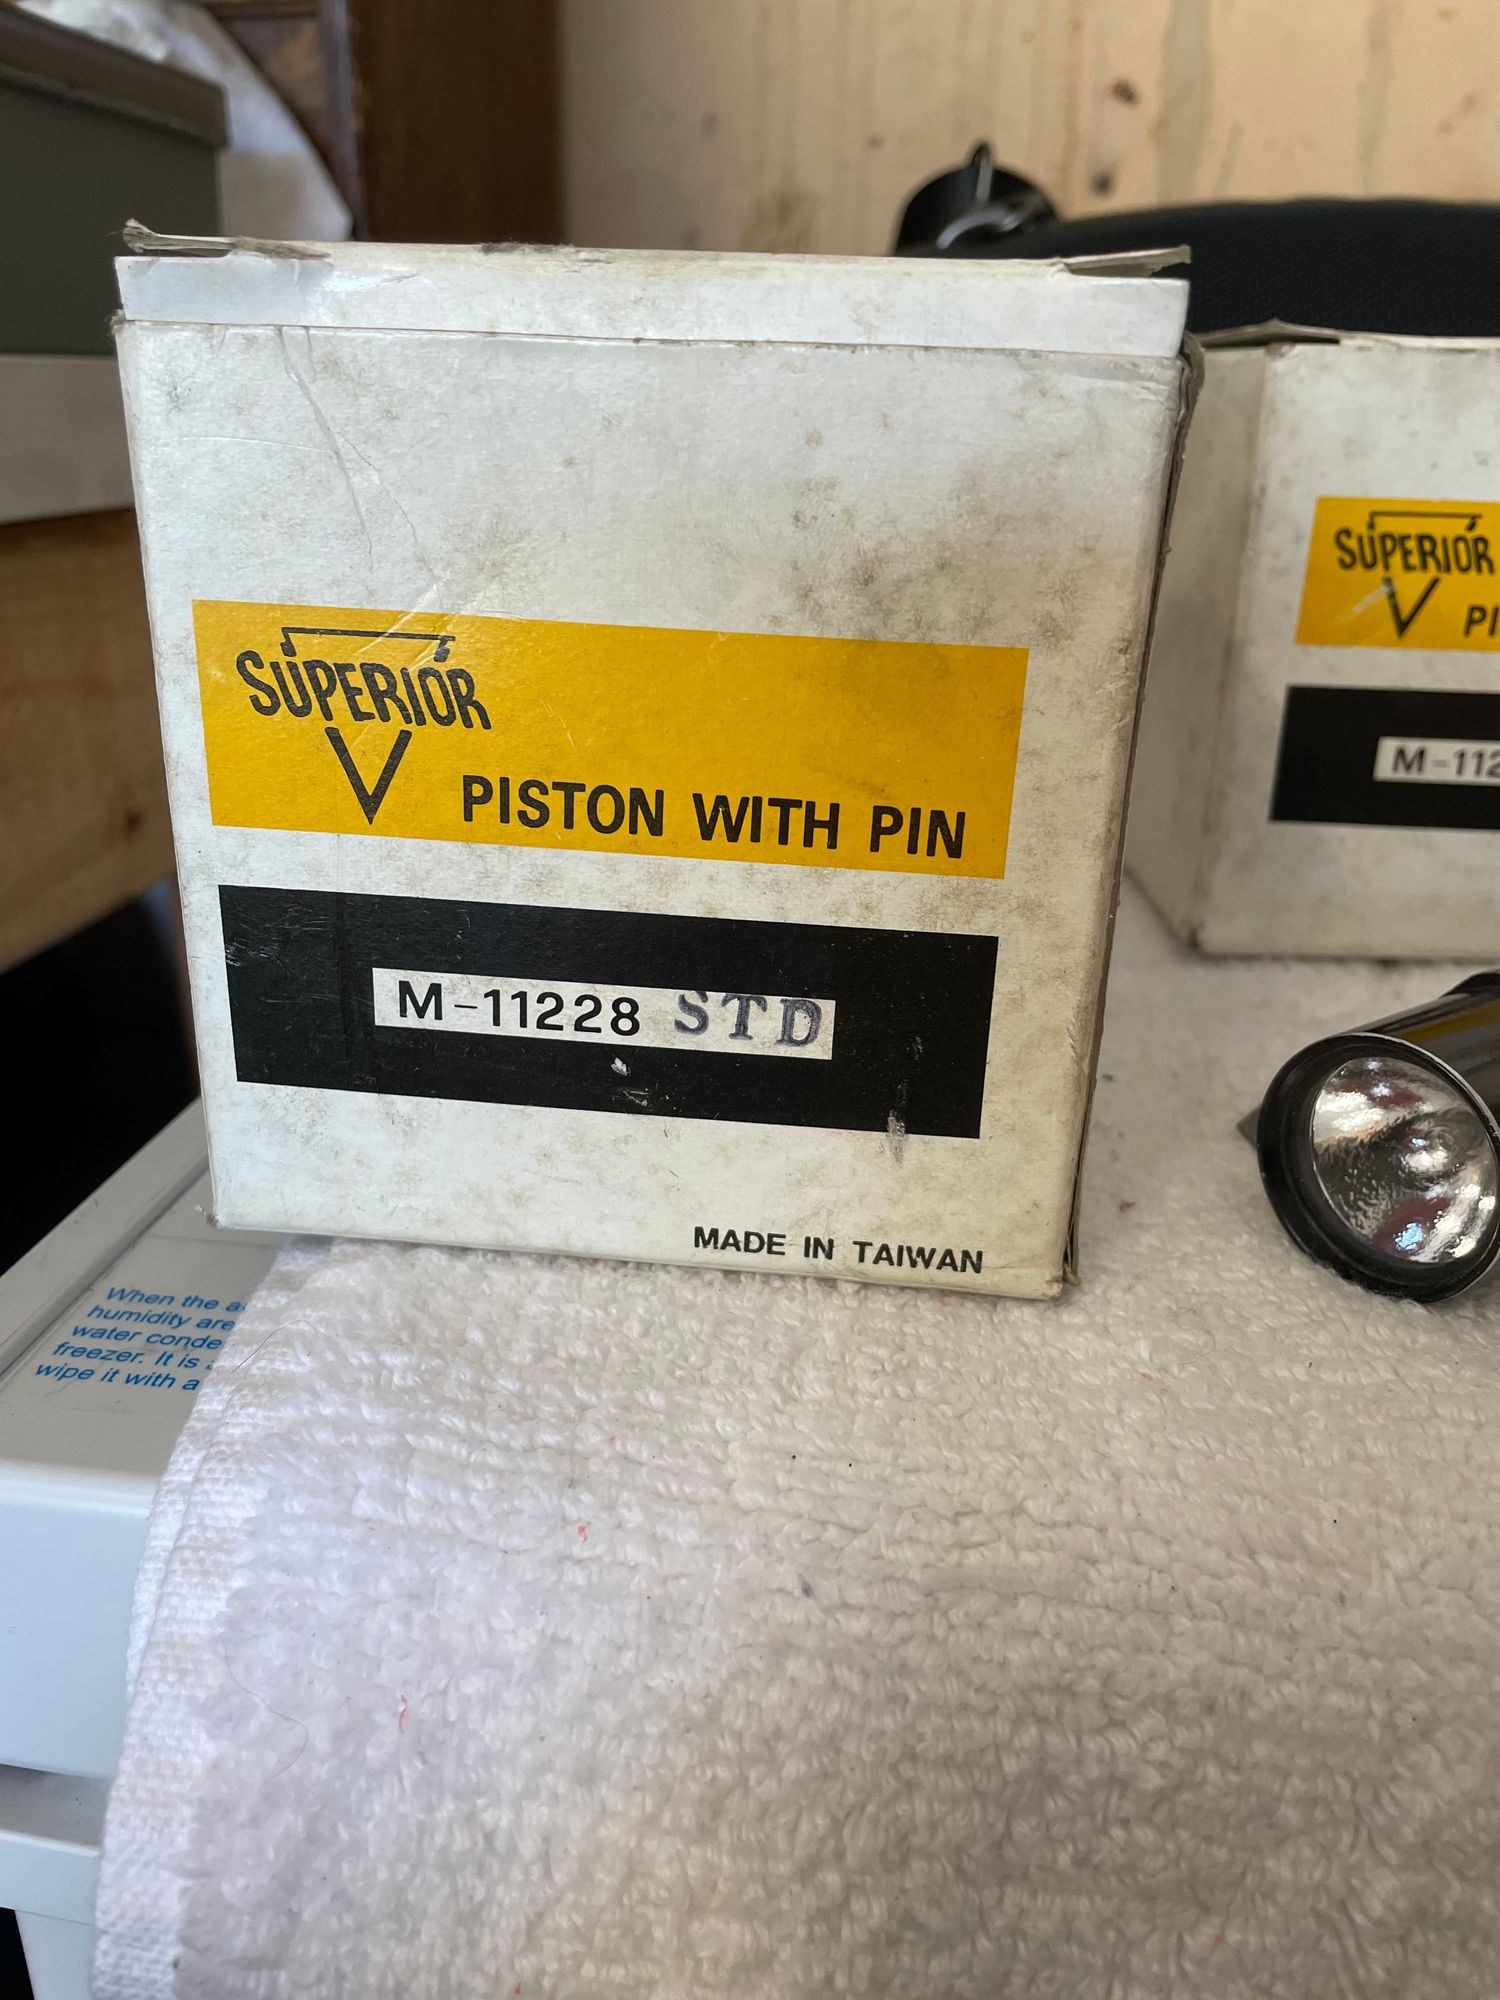 SUPERIOR
V
PISTON WITH PIN
M-11228 STD
MADE IN TAIWAN
SUPERIOR
V
M-112
When the
humidity are
water
freezer. It is
wipe it with a